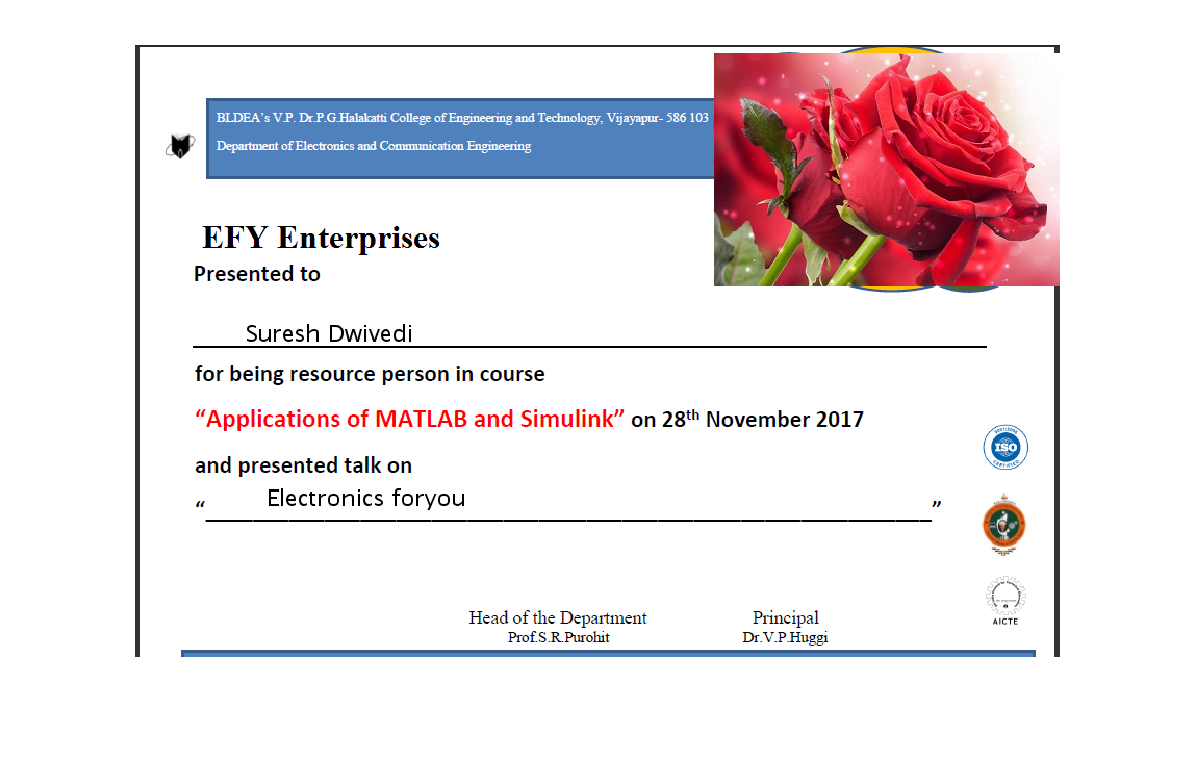 BLDEA's V.P. Dr.P.G.Halakatti College of Engineering and Technology, Vijayapur- 586 103
Department of Electronics and Communication Engineering
EFY Enterprises
Presented to
Suresh Dwivedi
for being resource person in course
“Applications of MATLAB and Simulink” on 28th November 2017
and presented talk on
“ Electronics foryou ”
ISO
CERTIFIED
AICTE
Head of the Department Principal
Prof.S.R.Purohit Dr.V.P.Huggi